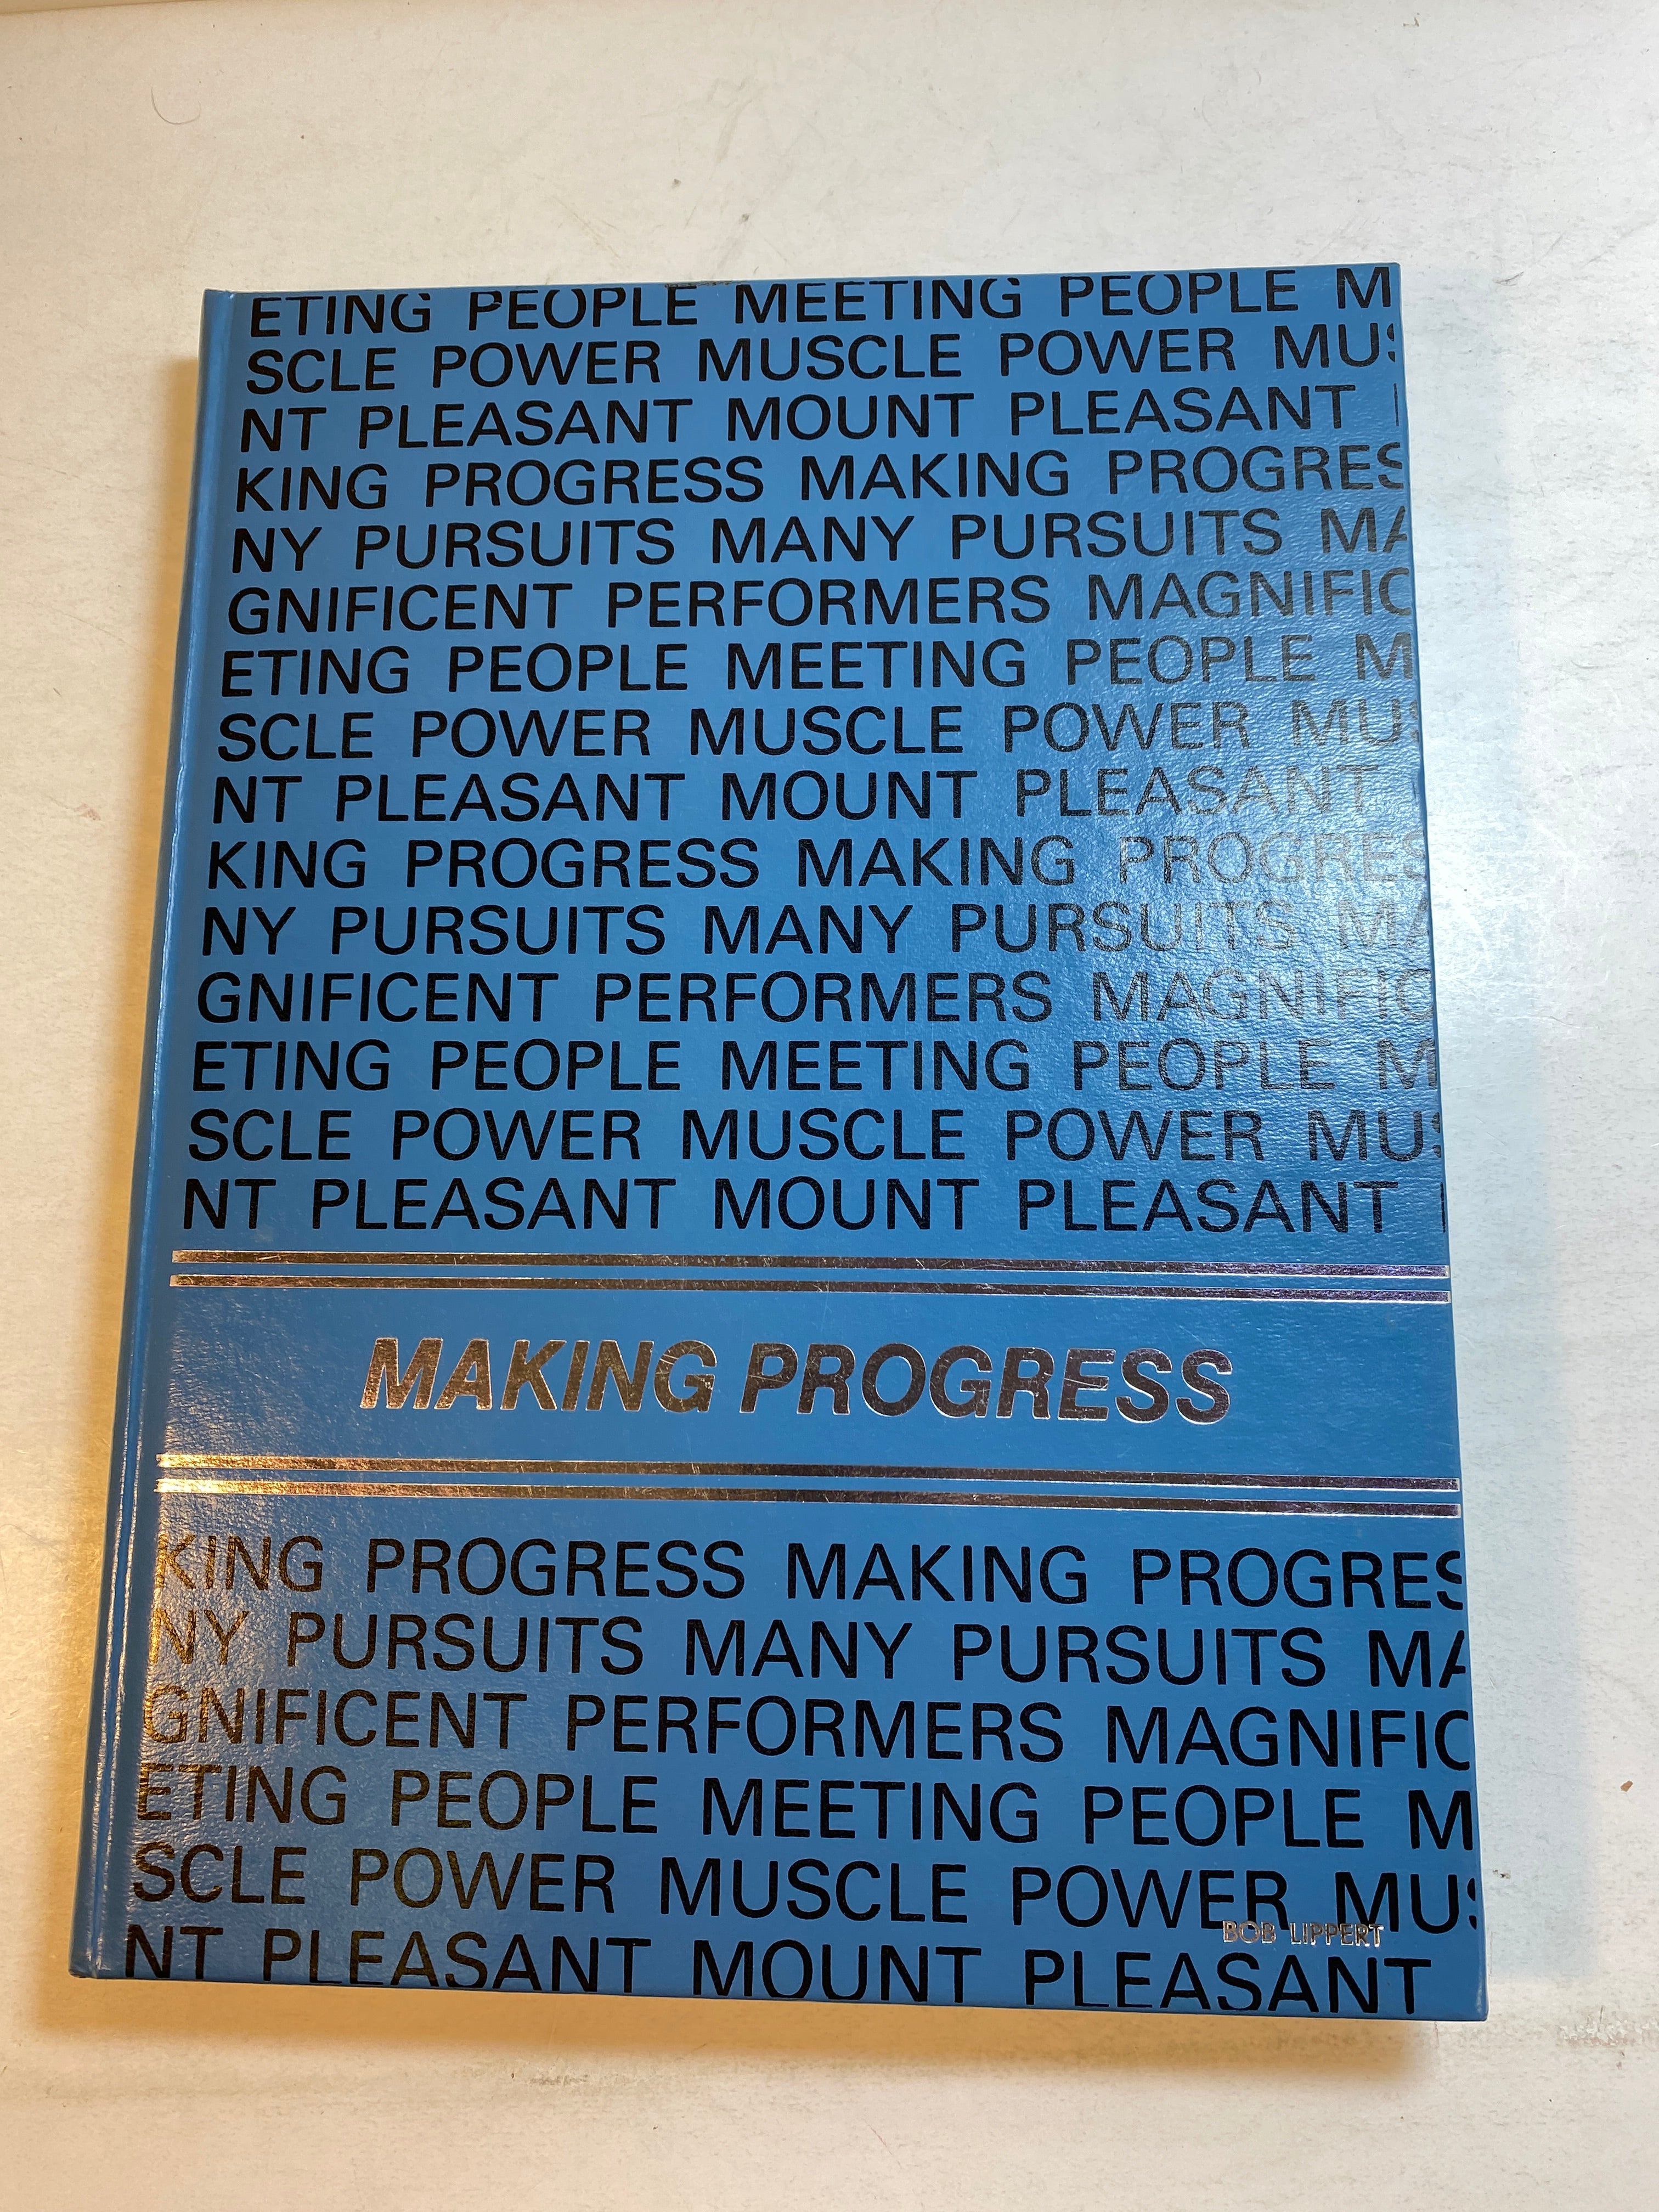 ETING PEOPLE MEETING PEOPLE M
SCLE POWER MUSCLE POWER MUS
NT PLEASANT MOUNT PLEASANT
KING PROGRESS MAKING PROGRES
NY PURSUITS MANY PURSUITS MA
GNIFICENT PERFORMERS MAGNIFIC
ETING PEOPLE MEETING PEOPLE M
SCLE POWER MUSCLE POWER MUS
NT PLEASANT MOUNT PLEASANT
KING PROGRESS MAKING PROGRES
NY PURSUITS MANY PURSUITS MA
GNIFICENT PERFORMERS MAGNIFIC
ETING PEOPLE MEETING PEOPLE M
SCLE POWER MUSCLE POWER MUS
NT PLEASANT MOUNT PLEASANT
MAKING PROGRESS
KING PROGRESS MAKING PROGRES
NY PURSUITS MANY PURSUITS MA
GNIFICENT PERFORMERS MAGNIFIC
ETING PEOPLE MEETING PEOPLE M
SCLE POWER MUSCLE POWER MUS
BOB LIPPERT
NT PLEASANT MOUNT PLEASANT